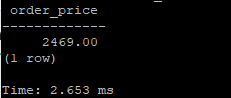 order_price
-------------
2469.00
(1 row)
Time: 2.653 ms